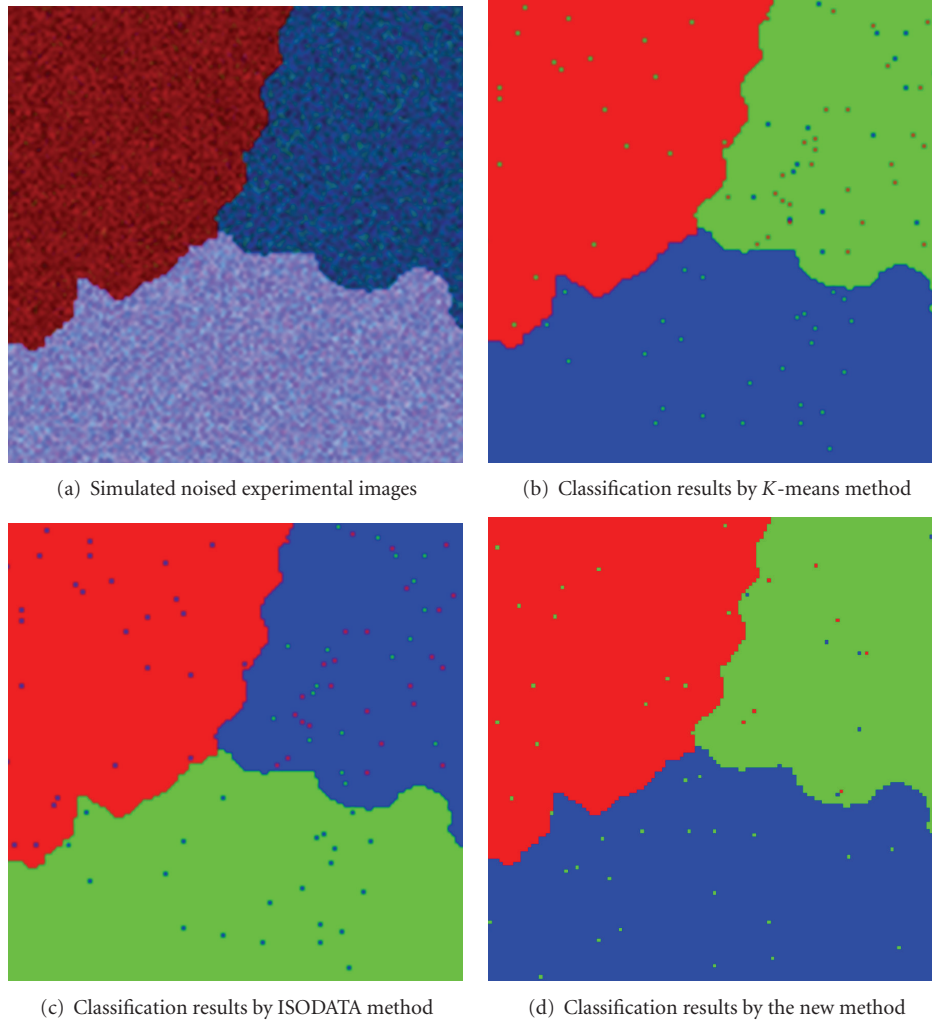 (a) Simulated noised experimental images
(b) Classification results by K-means method
(c) Classification results by ISODATA method
(d) Classification results by the new method